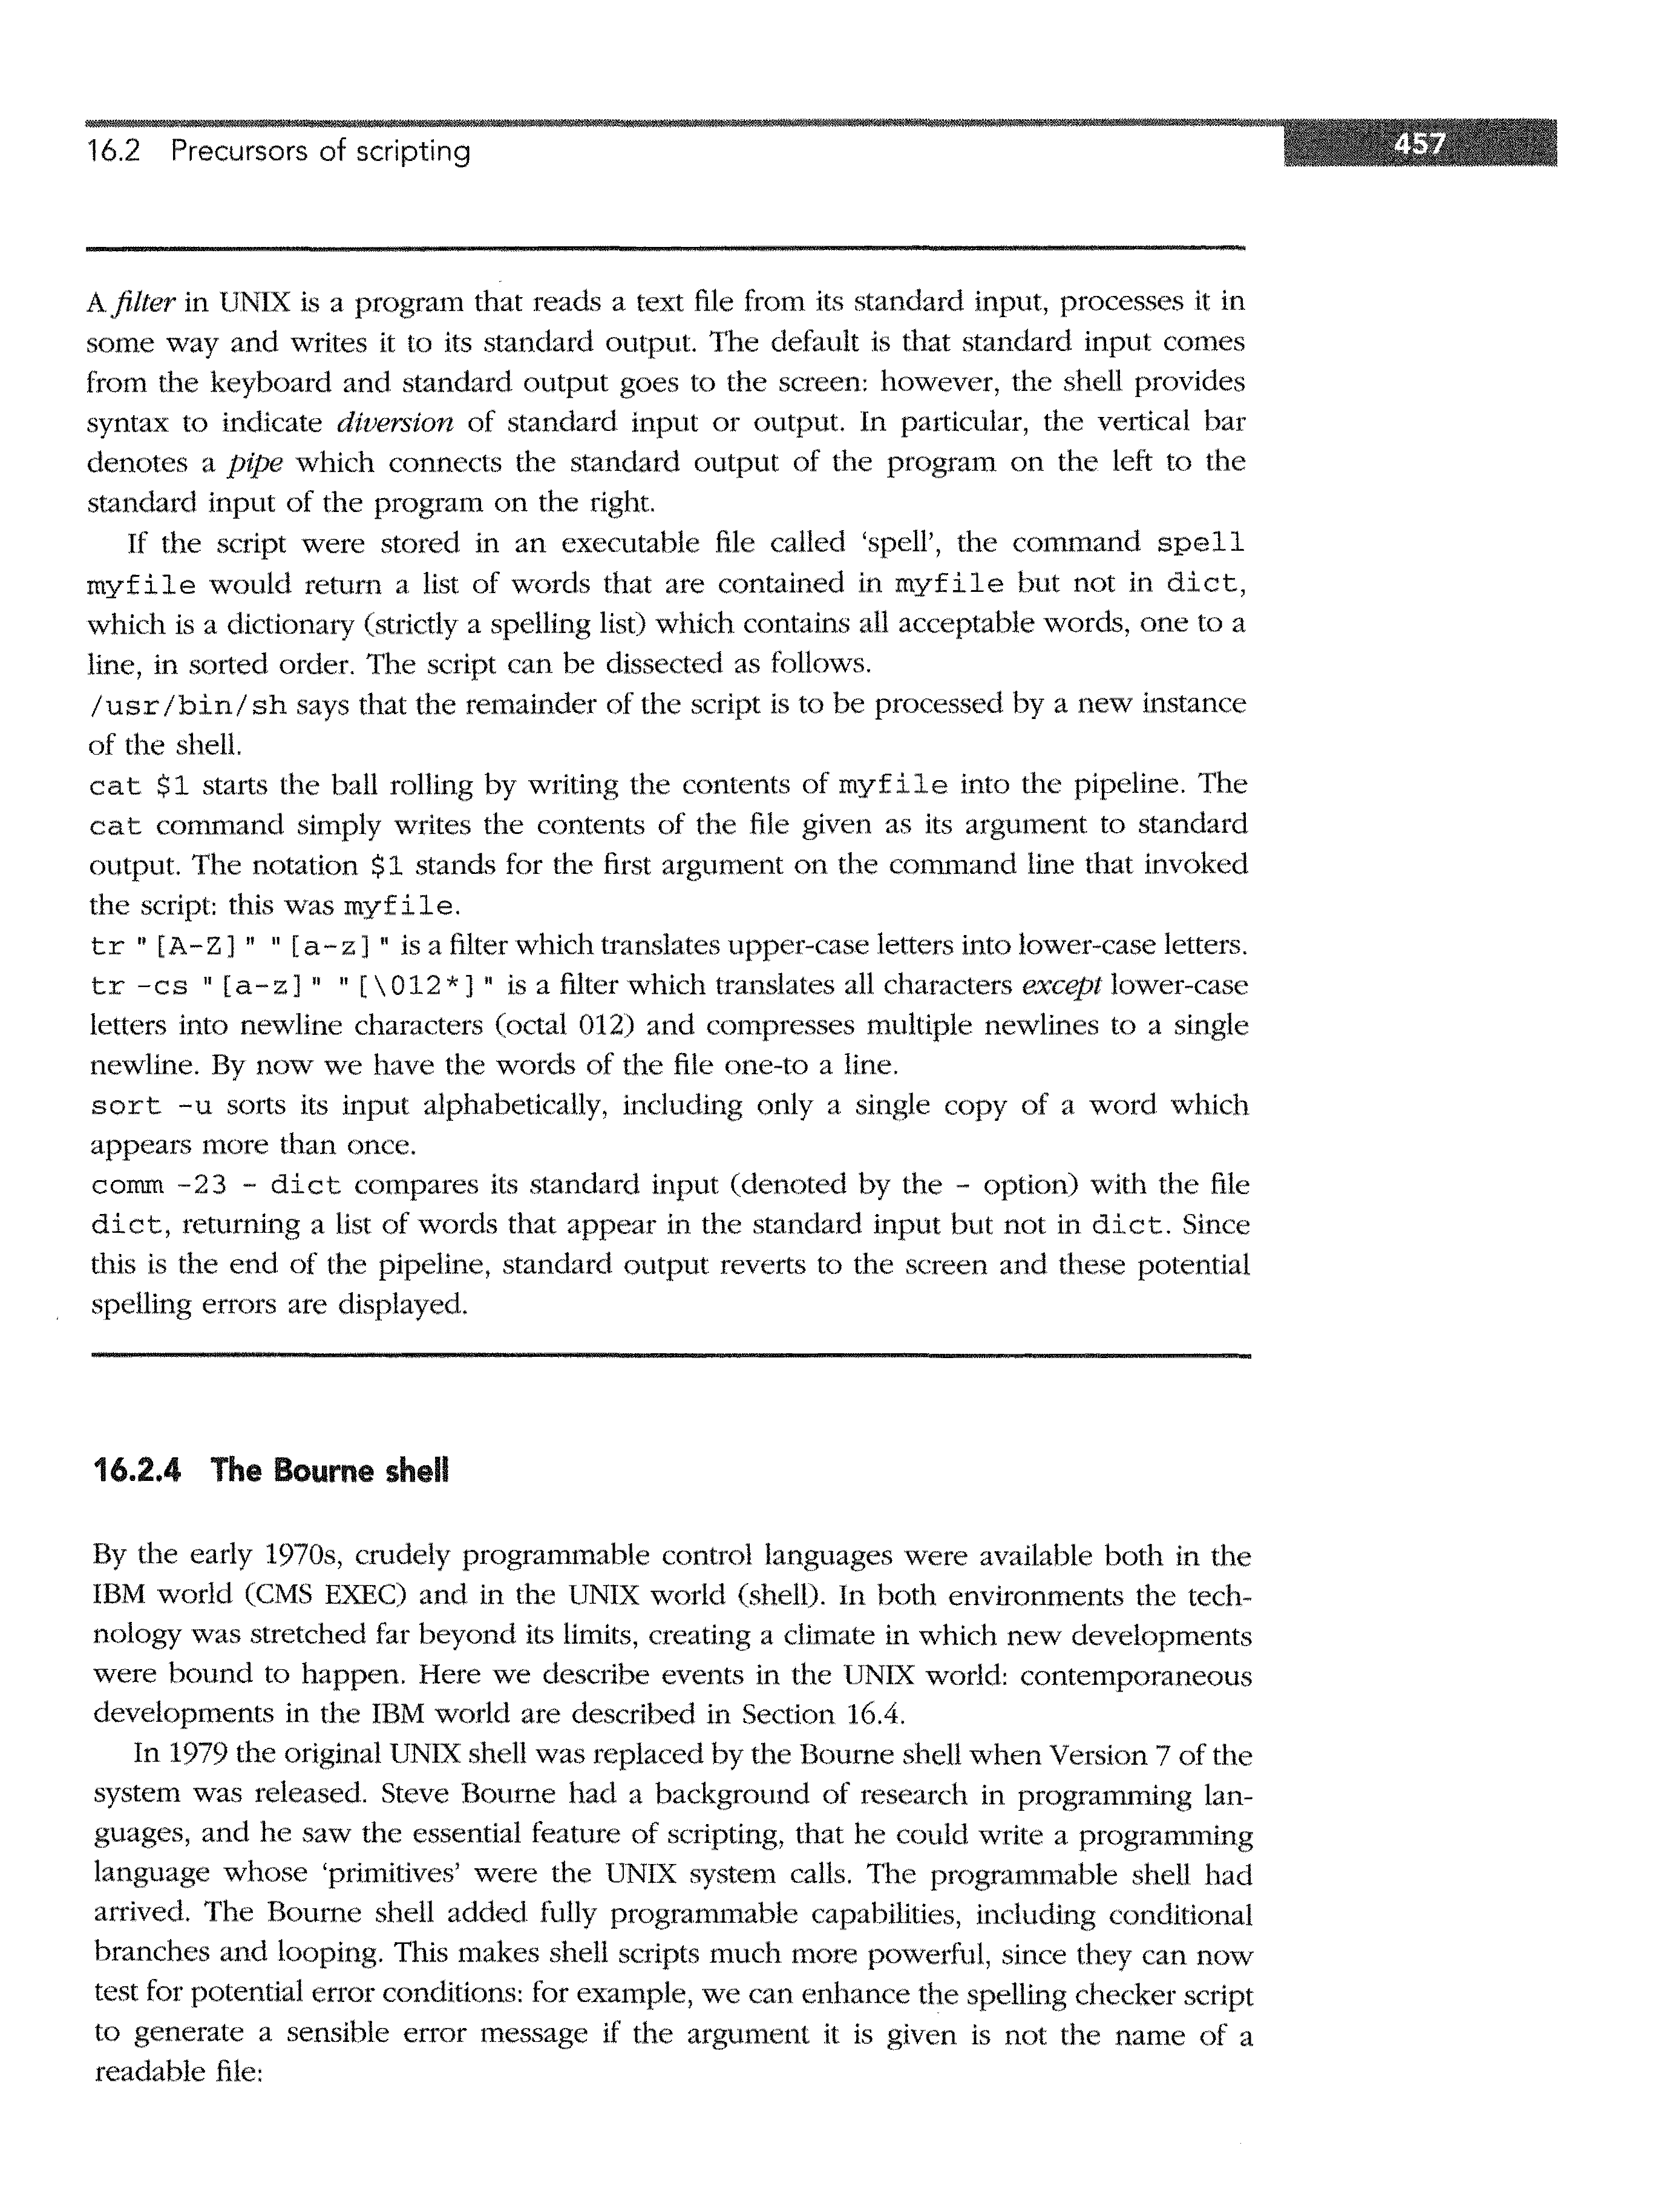 16.2 Precursors of scripting
457
A filter in UNIX is a program that reads a text file from its standard input, processes it in
some way and writes it to its standard output. The default is that standard input comes
from the keyboard and standard output goes to the screen: however, the shell provides
syntax to indicate diversion of standard input or output. In particular, the vertical bar
denotes a pipe which connects the standard output of the program on the left to the
standard input of the program on the right.
If the script were stored in an executable file called ‘spell’, the command spell
myfile would return a list of words that are contained in myfile but not in dict,
which is a dictionary (strictly a spelling list) which contains all acceptable words, one to a
line, in sorted order. The script can be dissected as follows.
/usr/bin/sh says that the remainder of the script is to be processed by a new instance
of the shell.
cat $1 starts the ball rolling by writing the contents of myfile into the pipeline. The
cat command simply writes the contents of the file given as its argument to standard
output. The notation $1 stands for the first argument on the command line that invoked
the script: this was myfile.
tr "[A-Z]" "[a-z]" is a filter which translates upper-case letters into lower-case letters.
tr -cs "[a-z]" "[\012*]" is a filter which translates all characters except lower-case
letters into newline characters (octal 012) and compresses multiple newlines to a single
newline. By now we have the words of the file one-to a line.
sort -u sorts its input alphabetically, including only a single copy of a word which
appears more than once.
comm -23 - dict compares its standard input (denoted by the - option) with the file
dict, returning a list of words that appear in the standard input but not in dict. Since
this is the end of the pipeline, standard output reverts to the screen and these potential
spelling errors are displayed.
16.2.4 The Bourne shell
By the early 1970s, crudely programmable control languages were available both in the
IBM world (CMS EXEC) and in the UNIX world (shell). In both environments the tech-
nology was stretched far beyond its limits, creating a climate in which new developments
were bound to happen. Here we describe events in the UNIX world: contemporaneous
developments in the IBM world are described in Section 16.4.
In 1979 the original UNIX shell was replaced by the Bourne shell when Version 7 of the
system was released. Steve Bourne had a background of research in programming lan-
guages, and he saw the essential feature of scripting, that he could write a programming
language whose ‘primitives’ were the UNIX system calls. The programmable shell had
arrived. The Bourne shell added fully programmable capabilities, including conditional
branches and looping. This makes shell scripts much more powerful, since they can now
test for potential error conditions: for example, we can enhance the spelling checker script
to generate a sensible error message if the argument it is given is not the name of a
readable file: